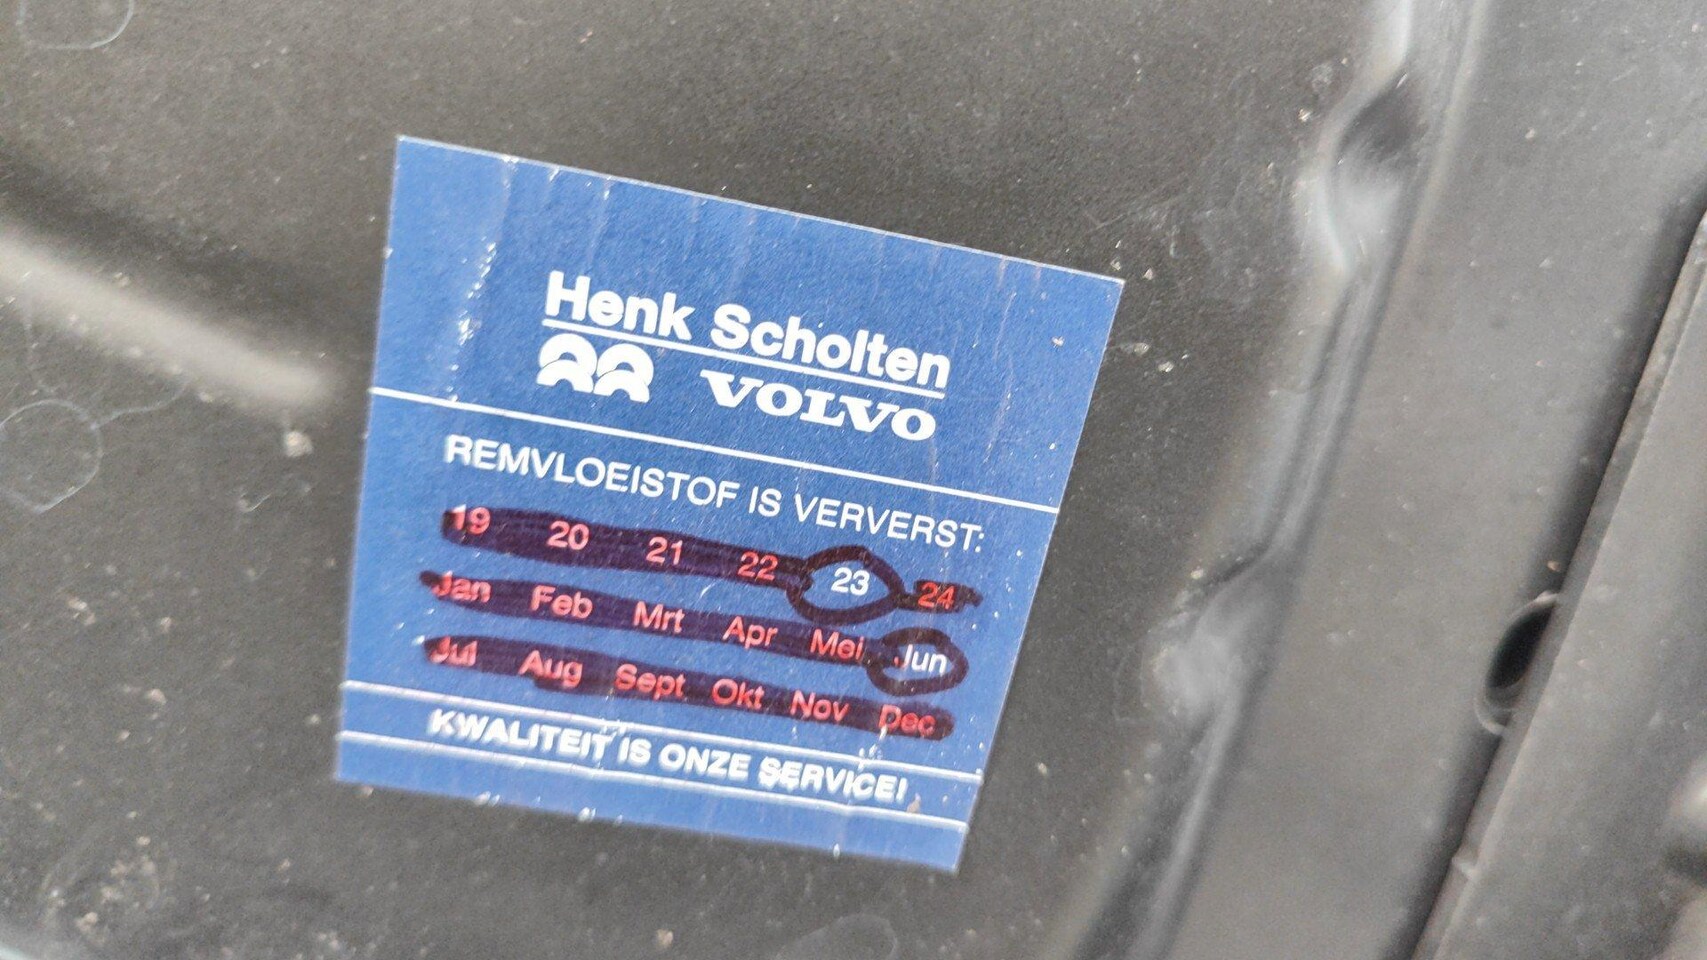 Henk Scholten
VOLVO
REMVLOEISTOF IS VERVERST:
19 20 21 22 23 24
Jan Feb Mrt Apr Mei Jun
Jul Aug Sept Okt Nov Dec
KWALITEIT IS ONZE SERVICE!